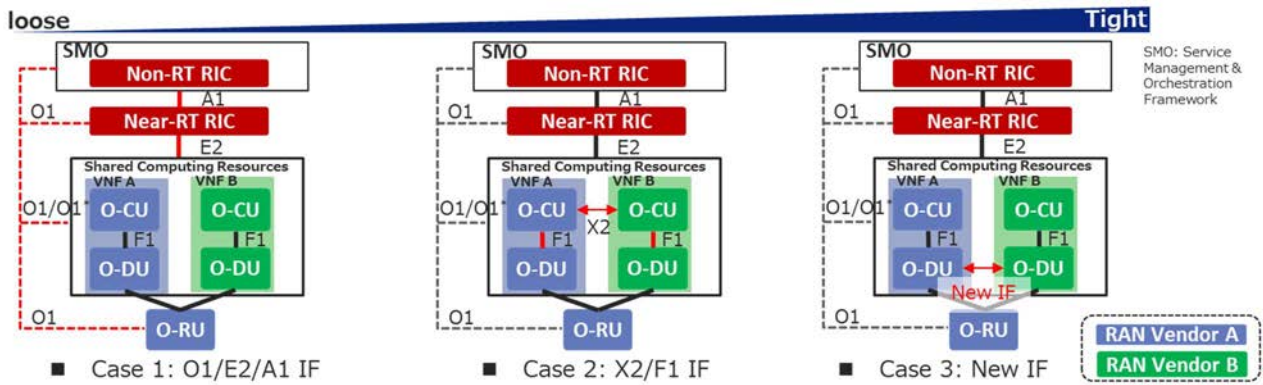 loose
Tight
SMO
Non-RT RIC
A1
O1
Near-RT RIC
E2
Shared Computing Resources
VNF A
VNF B
O1/O1*
O-CU
O-CU
F1
F1
O-DU
O-DU
O1
O-RU
■ Case 1: O1/E2/A1 IF
SMO
Non-RT RIC
A1
O1
Near-RT RIC
E2
Shared Computing Resources
VNF A
VNF B
O1/O1*
O-CU
O-CU
X2
F1
F1
O-DU
O-DU
O1
O-RU
■ Case 2: X2/F1 IF
SMO
Non-RT RIC
A1
O1
Near-RT RIC
E2
Shared Computing Resources
VNF A
VNF B
O1/O1*
O-CU
O-CU
F1
F1
O-DU
O-DU
New IF
O1
O-RU
■ Case 3: New IF
SMO: Service
Management &
Orchestration
Framework
RAN Vendor A
RAN Vendor B